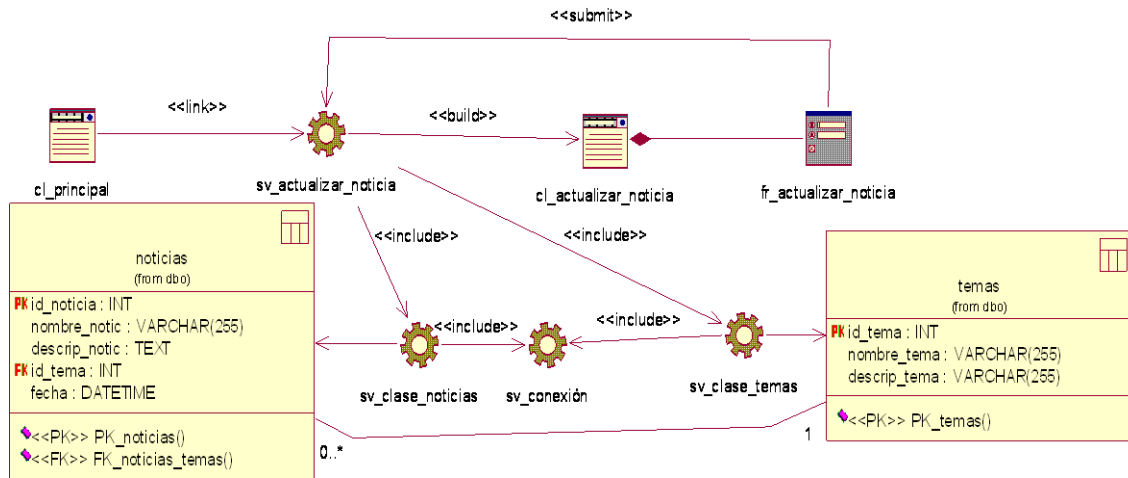 <<submit>>
<<link>>
<<build>>
cl_principal
sv_actualizar_noticia
cl_actualizar_noticia
fr_actualizar_noticia
<<include>>
<<include>>
noticias
(from dbo)
PK id_noticia : INT
nombre_notic : VARCHAR(255)
descrip_notic : TEXT
FK id_tema : INT
fecha : DATETIME
<<PK>> PK_noticias()
<<FK>> FK_noticias_temas()
<<include>>
<<include>>
sv_clase_noticias
sv_conexión
sv_clase_temas
temas
(from dbo)
PK id_tema : INT
nombre_tema : VARCHAR(255)
descrip_tema : VARCHAR(255)
<<PK>> PK_temas()
0..*
1